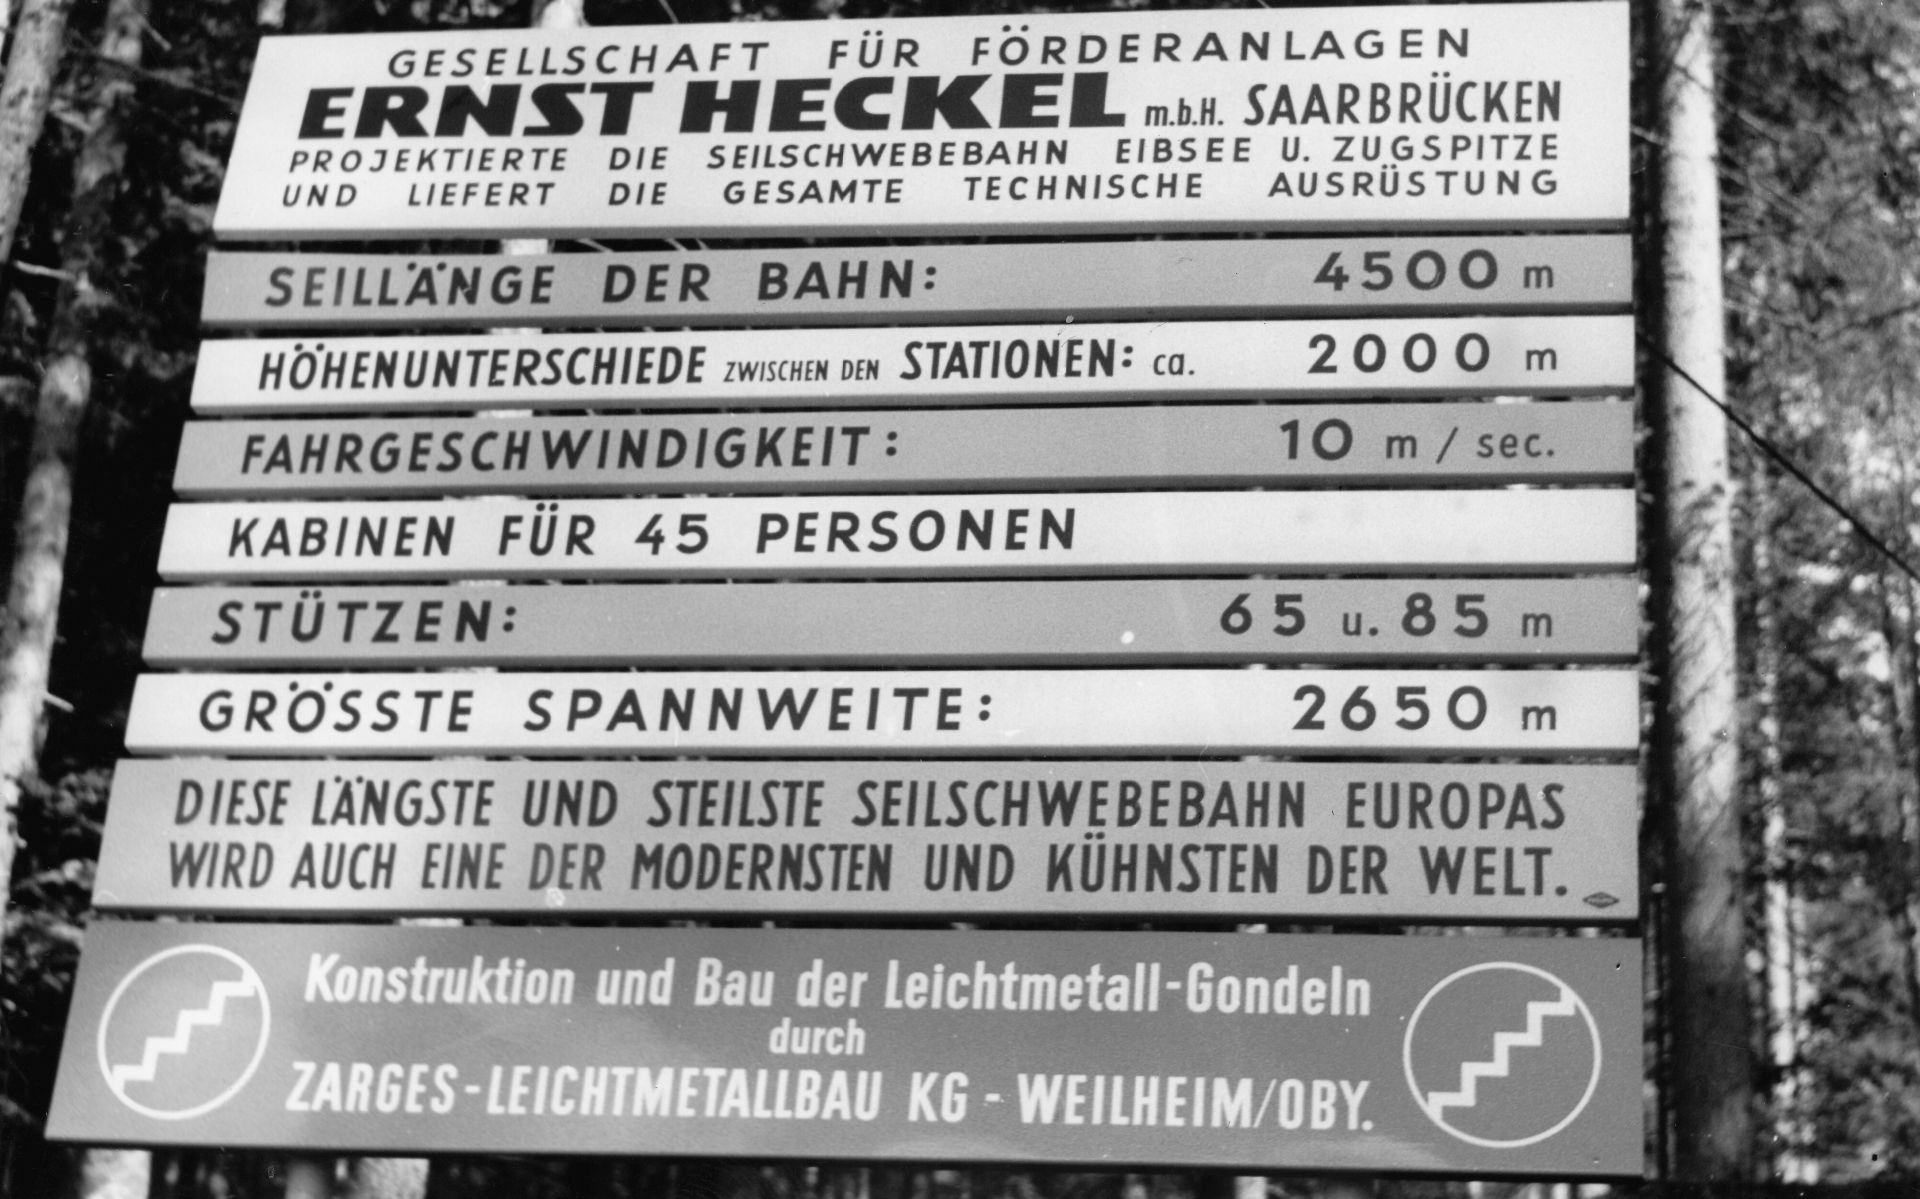 GESELLSCHAFT FÜR FÖRDERANLAGEN
ERNST HECKEL m.b.H. SAARBRÜCKEN
PROJEKTIERTE DIE SEILSCHWEBEBAHN EIBSEE U. ZUGSPITZE
UND LIEFERT DIE GESAMTE TECHNISCHE AUSRÜSTUNG
SEILLÄNGE DER BAHN: 4500 m
HÖHENUNTERSCHIEDE ZWISCHEN DEN STATIONEN: ca. 2000 m
FAHRGESCHWINDIGKEIT: 10 m / sec.
KABINEN FÜR 45 PERSONEN
STÜTZEN: 65 u. 85 m
GRÖSSTE SPANNWEITE: 2650 m
DIESE LÄNGSTE UND STEILSTE SEILSCHWEBEBAHN EUROPAS
WIRD AUCH EINE DER MODERNSTEN UND KÜHNSTEN DER WELT.
Konstruktion und Bau der Leichtmetall-Gondeln
durch
ZARGES-LEICHTMETALLBAU KG - WEILHEIM/OBY.